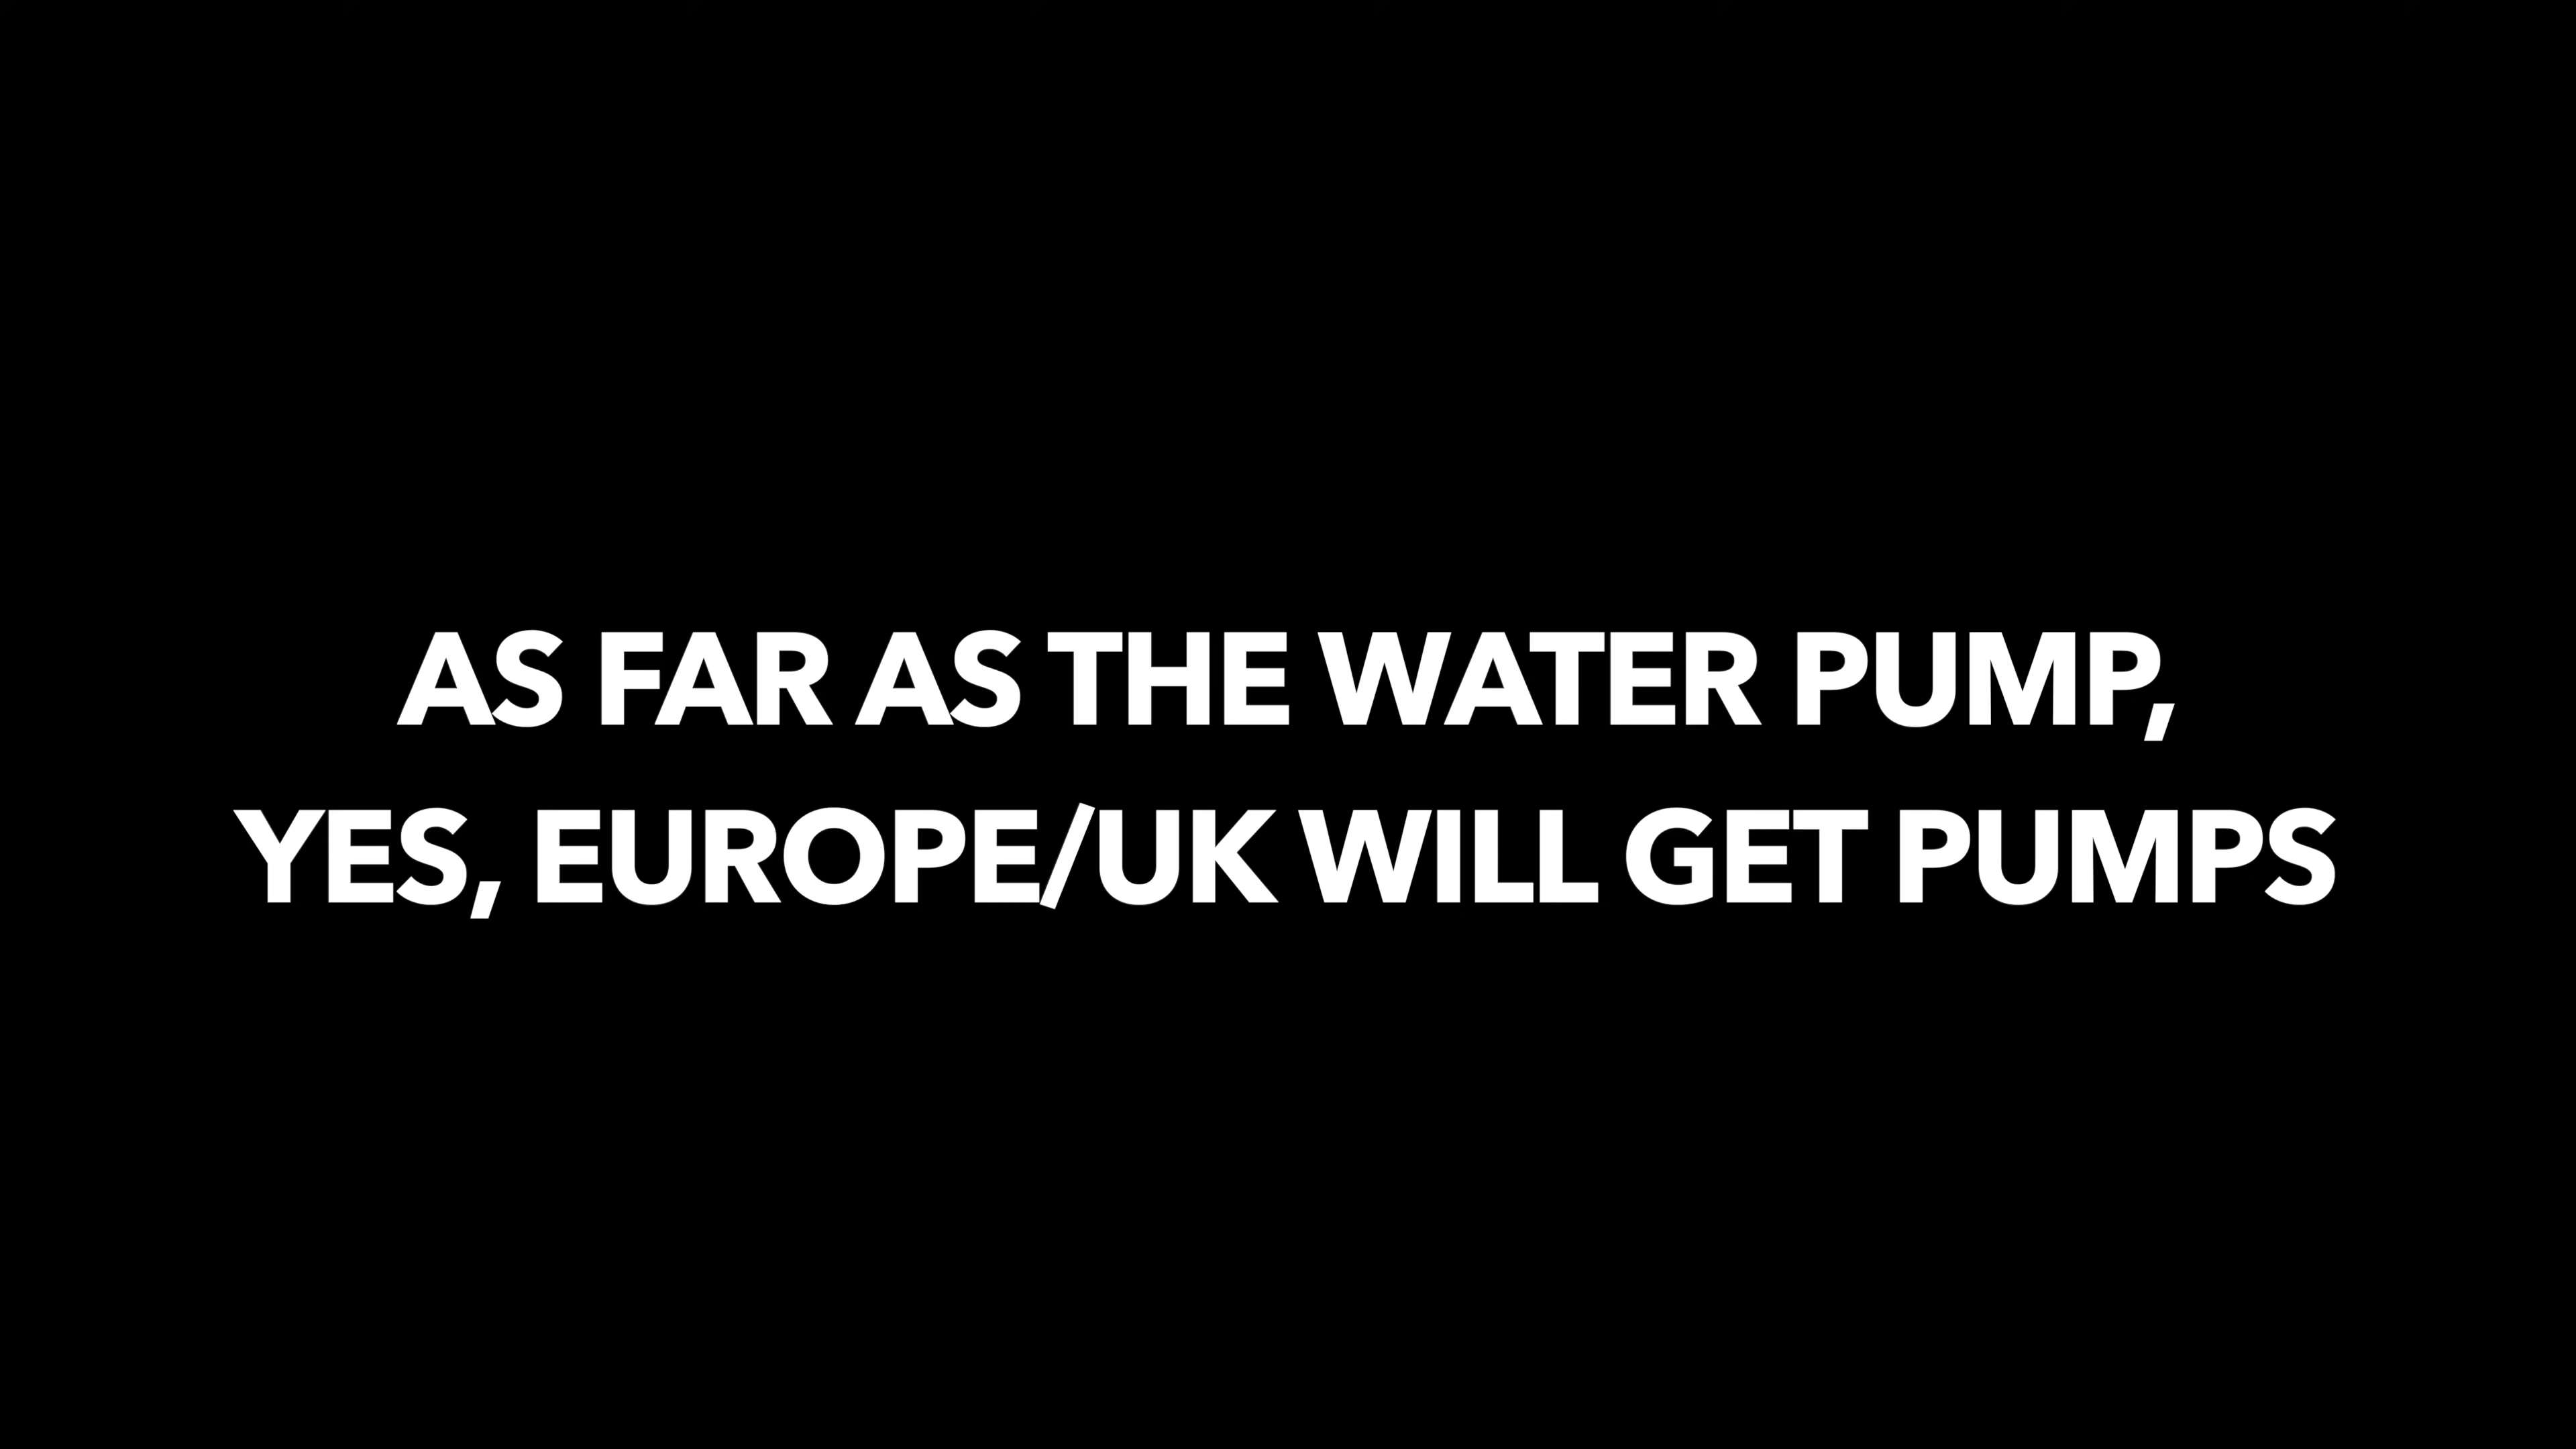 AS FAR AS THE WATER PUMP,
YES, EUROPE/UK WILL GET PUMPS